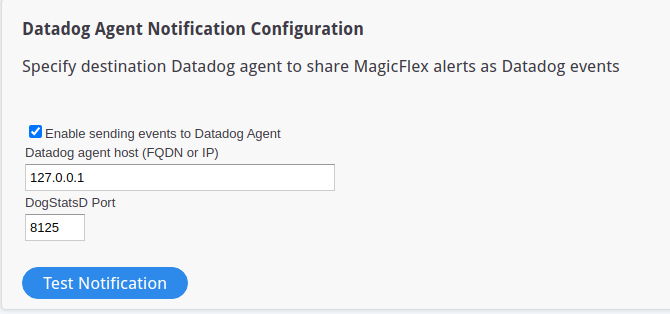 Datadog Agent Notification Configuration
Specify destination Datadog agent to share MagicFlex alerts as Datadog events
Enable sending events to Datadog Agent
Datadog agent host (FQDN or IP)
127.0.0.1
DogStatsD Port
8125
Test Notification